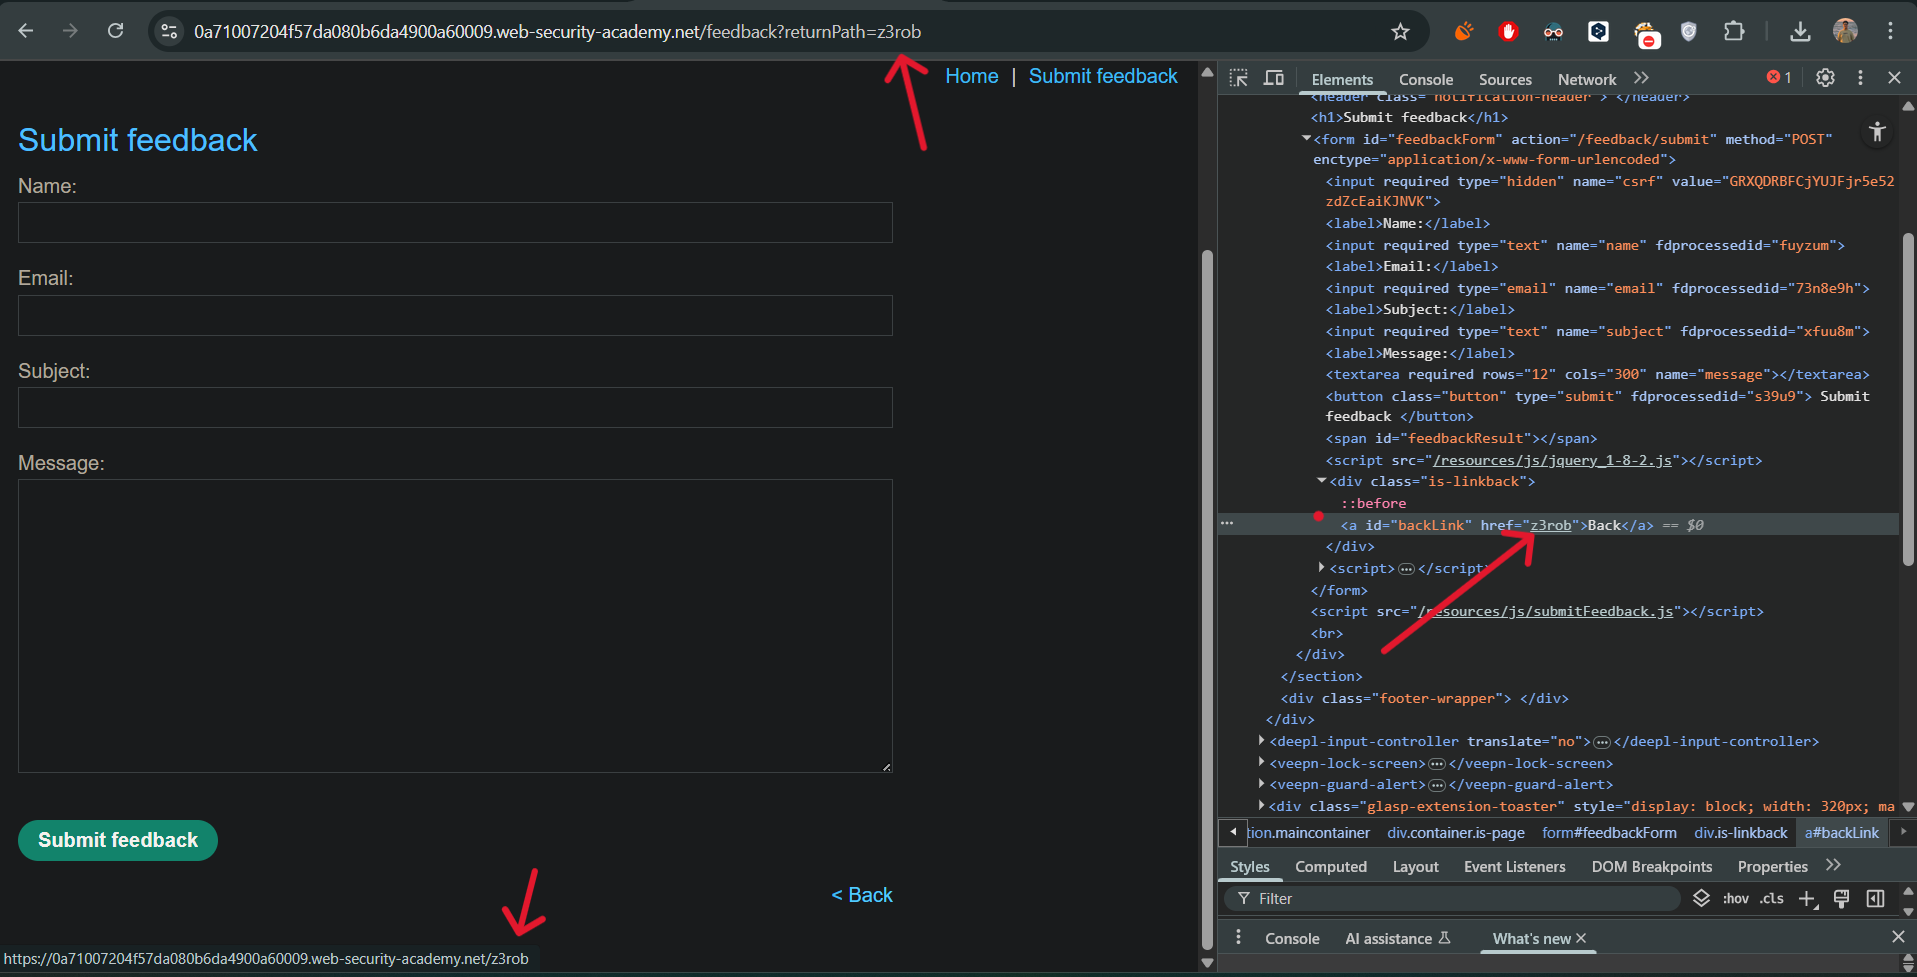 0a71007204f57da080b6da4900a60009.web-security-academy.net/feedback?returnPath=z3rob
Home | Submit feedback
Submit feedback
Name:
Email:
Subject:
Message:
Submit feedback
< Back
https://0a71007204f57da080b6da4900a60009.web-security-academy.net/z3rob
Elements Console Sources Network 1
<header class="notification-header"> </header>
<h1>Submit feedback</h1>
<form id="feedbackForm" action="/feedback/submit" method="POST"
enctype="application/x-www-form-urlencoded">
<input required type="hidden" name="csrf" value="GRXQDRBFCjYUJFjr5e52
zdZcEaiKJNVK">
<label>Name:</label>
<input required type="text" name="name" fdprocessedid="fuyzum">
<label>Email:</label>
<input required type="email" name="email" fdprocessedid="73n8e9h">
<label>Subject:</label>
<input required type="text" name="subject" fdprocessedid="xfuu8m">
<label>Message:</label>
<textarea required rows="12" cols="300" name="message"></textarea>
<button class="button" type="submit" fdprocessedid="s39u9"> Submit
feedback </button>
<span id="feedbackResult"></span>
<script src="/resources/js/jquery_1-8-2.js"></script>
<div class="is-linkback">
::before
<a id="backLink" href="z3rob">Back</a> == $0
</div>
<script>…</script>
</form>
<script src="/resources/js/submitFeedback.js"></script>
<br>
</div>
</section>
<div class="footer-wrapper"> </div>
</div>
<deepl-input-controller translate="no">…</deepl-input-controller>
<veepn-lock-screen>…</veepn-lock-screen>
<veepn-guard-alert>…</veepn-guard-alert>
<div class="glasp-extension-toaster" style="display: block; width: 320px; ma
tion.maincontainer div.container.is-page form#feedbackForm div.is-linkback a#backLink
Styles Computed Layout Event Listeners DOM Breakpoints Properties
Filter :hov .cls
Console AI assistance What's new